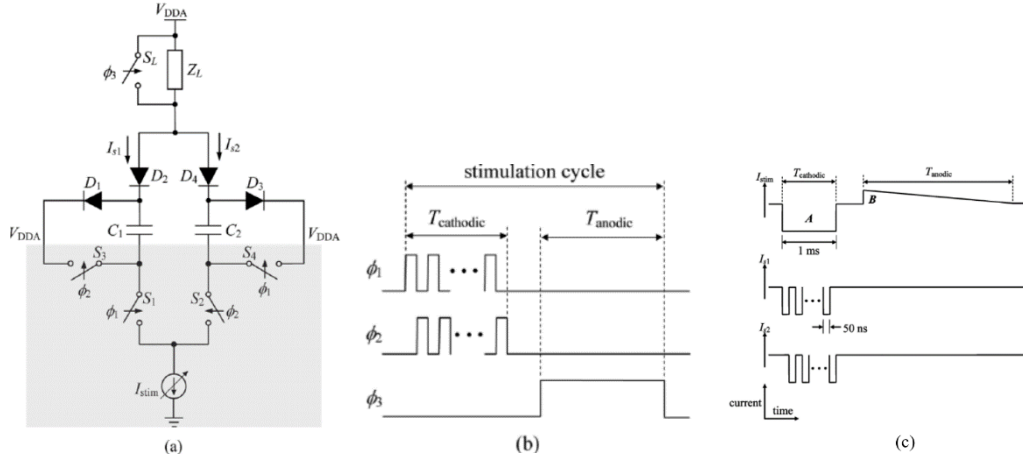 V_DDA
S_L
ϕ3
Z_L
I_s1
I_s2
D1
D2
D4
D3
V_DDA
C1
C2
V_DDA
S3
S4
ϕ2
ϕ1
S1
S2
ϕ1
ϕ2
I_stim
(a)
stimulation cycle
T_cathodic
T_anodic
ϕ1
ϕ2
ϕ3
(b)
I_stim
T_cathodic
T_anodic
B
A
1 ms
I_s1
50 ns
I_s2
current
time
(c)